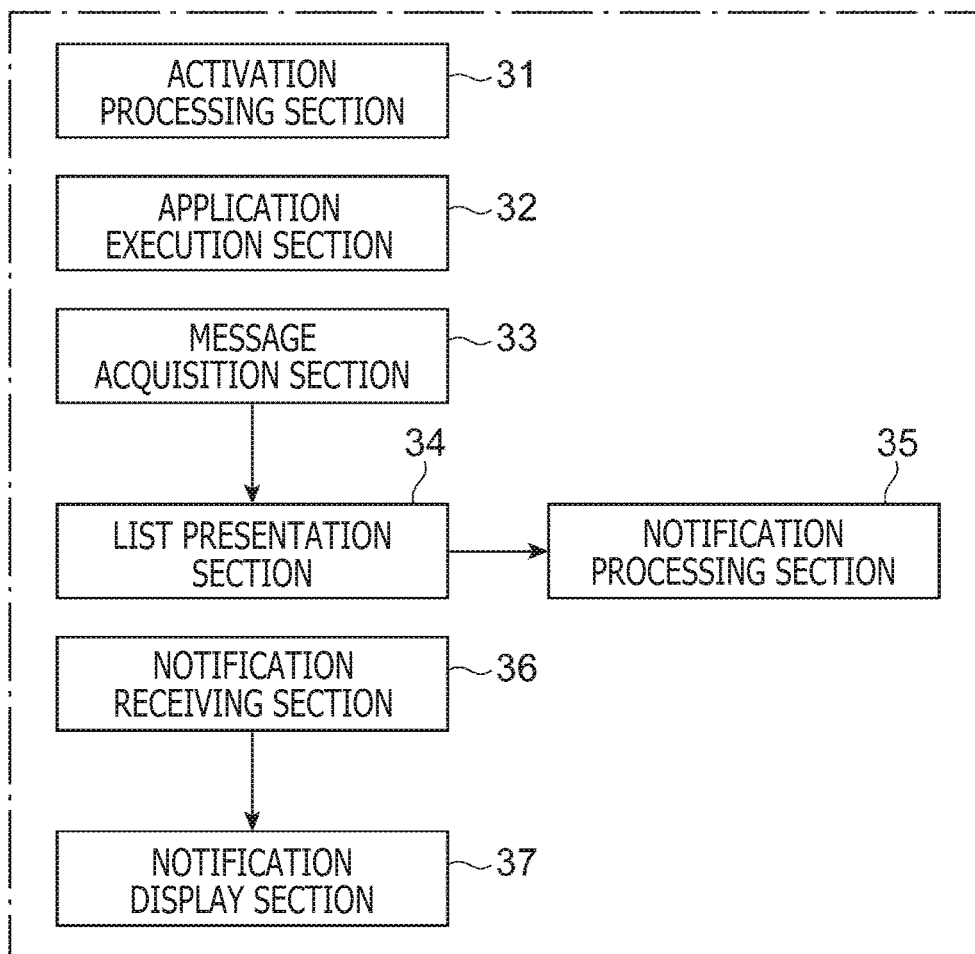 ACTIVATION
PROCESSING SECTION
31
APPLICATION
EXECUTION SECTION
32
MESSAGE
ACQUISITION SECTION
33
34
LIST PRESENTATION
SECTION
35
NOTIFICATION
PROCESSING SECTION
NOTIFICATION
RECEIVING SECTION
36
NOTIFICATION
DISPLAY SECTION
37